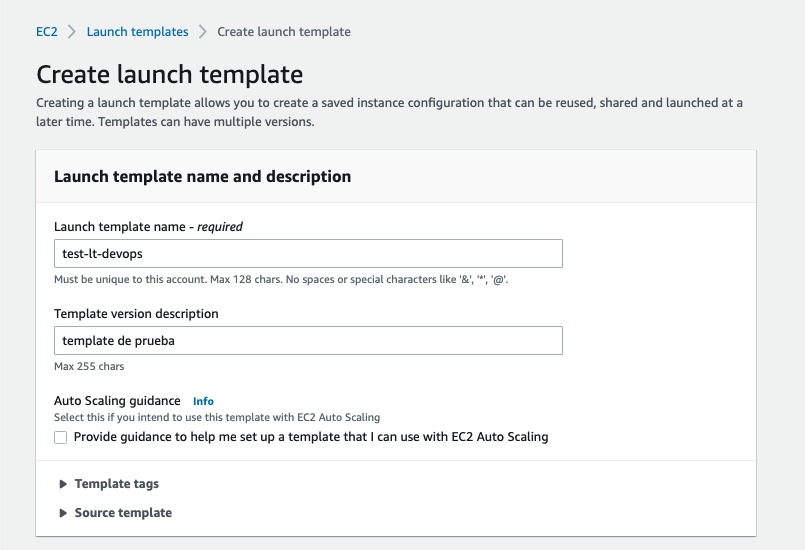 EC2 > Launch templates > Create launch template
Create launch template
Creating a launch template allows you to create a saved instance configuration that can be reused, shared and launched at a
later time. Templates can have multiple versions.
Launch template name and description
Launch template name - required
test-lt-devops
Must be unique to this account. Max 128 chars. No spaces or special characters like '&', '*', '@'.
Template version description
template de prueba
Max 255 chars
Auto Scaling guidance Info
Select this if you intend to use this template with EC2 Auto Scaling
Provide guidance to help me set up a template that I can use with EC2 Auto Scaling
Template tags
Source template